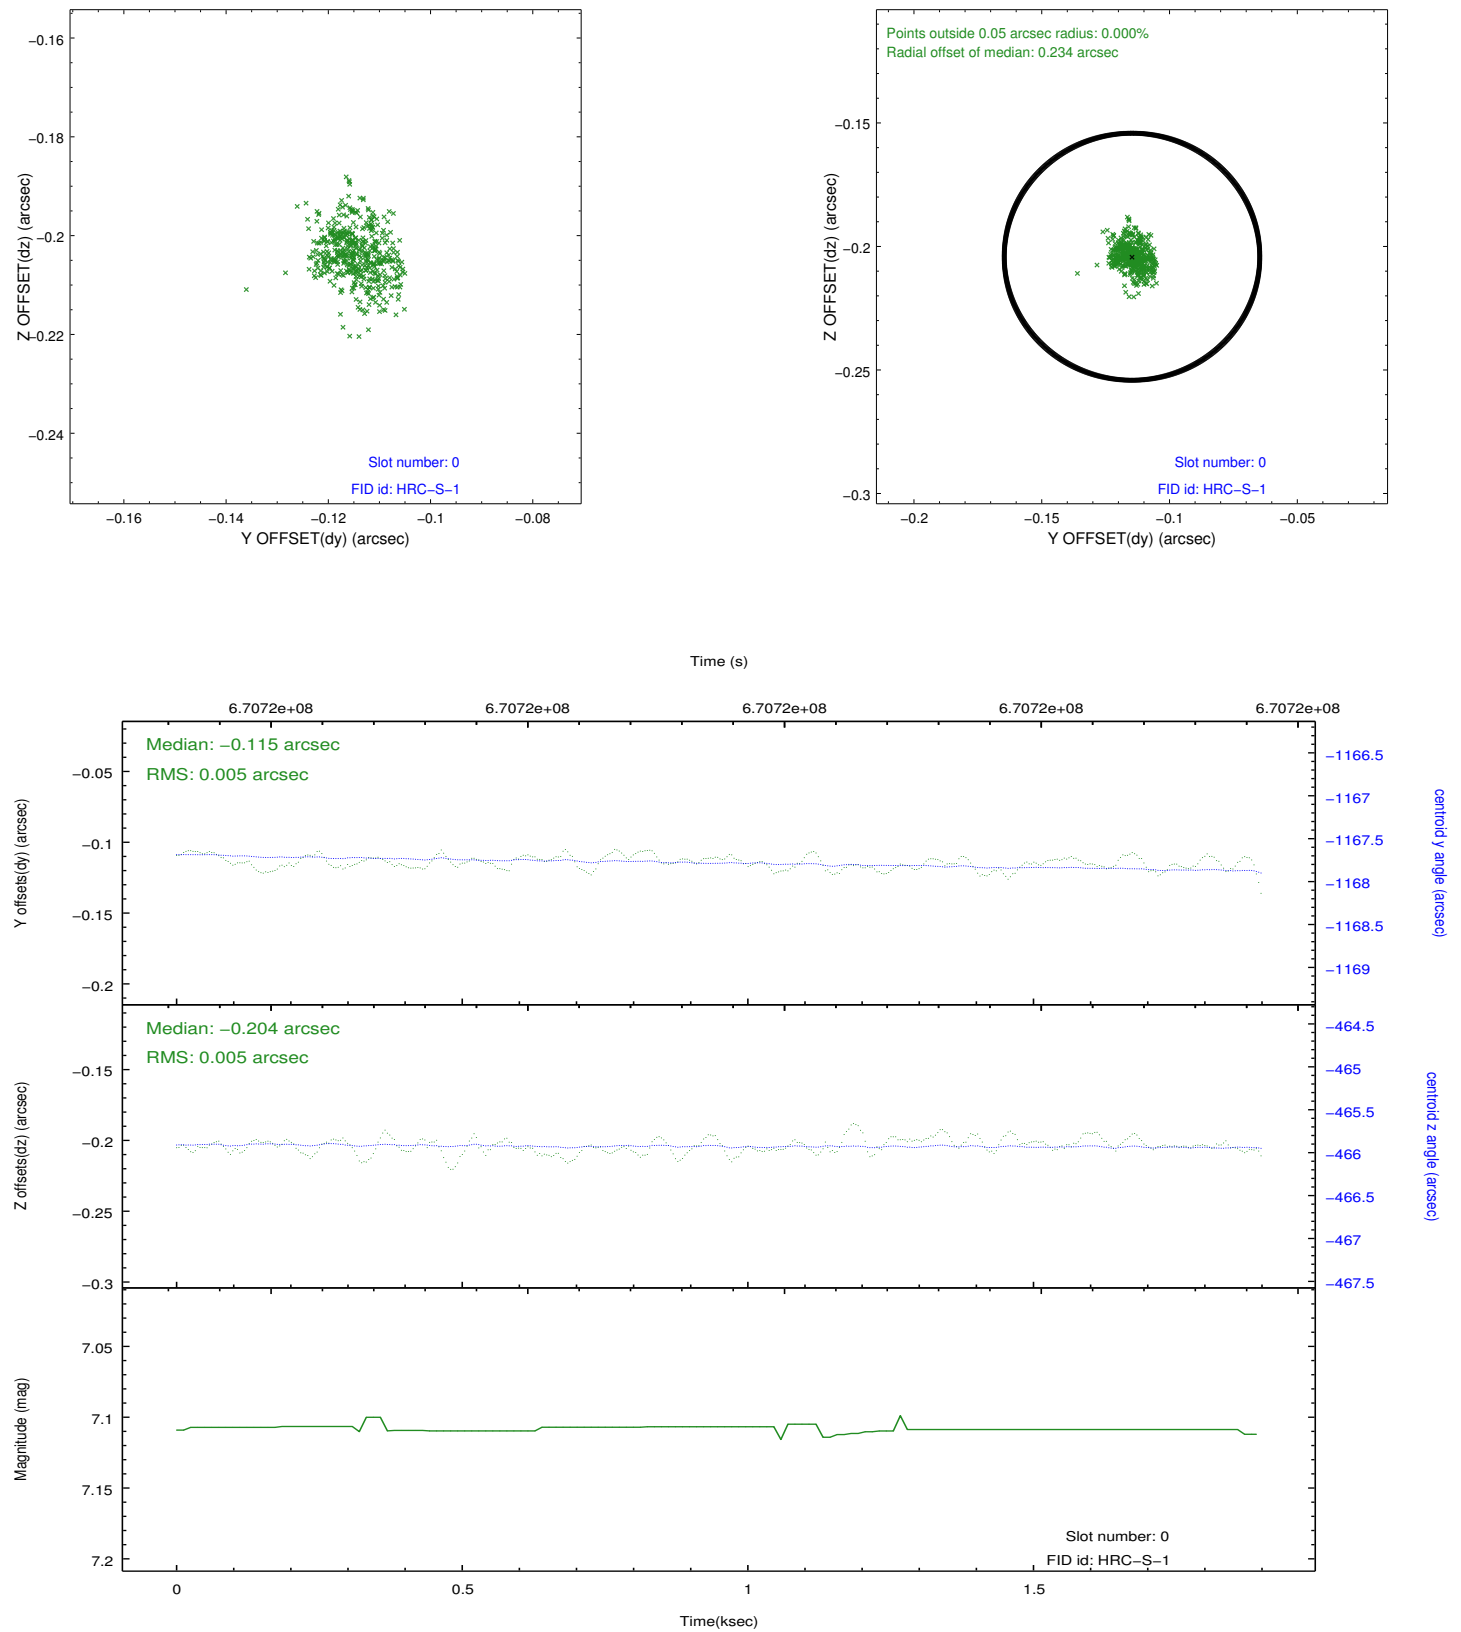 −0.16
−0.18
−0.2
−0.22
−0.24
Z OFFSET(dz) (arcsec)
Slot number: 0
FID id: HRC−S−1
−0.16 −0.14 −0.12 −0.1 −0.08
Y OFFSET(dy) (arcsec)
Points outside 0.05 arcsec radius: 0.000%
Radial offset of median: 0.234 arcsec
−0.15
−0.2
−0.25
−0.3
Z OFFSET(dz) (arcsec)
Slot number: 0
FID id: HRC−S−1
−0.2 −0.15 −0.1 −0.05
Y OFFSET(dy) (arcsec)
Time (s)
6.7072e+08 6.7072e+08 6.7072e+08 6.7072e+08 6.7072e+08
Median: −0.115 arcsec
RMS: 0.005 arcsec
−0.05
−0.1
−0.15
−0.2
Y offsets(dy) (arcsec)
−1166.5
−1167
−1167.5
−1168
−1168.5
−1169
centroid y angle (arcsec)
Median: −0.204 arcsec
RMS: 0.005 arcsec
−0.15
−0.2
−0.25
−0.3
Z offsets(dz) (arcsec)
−464.5
−465
−465.5
−466
−466.5
−467
−467.5
centroid z angle (arcsec)
7.05
7.1
7.15
7.2
Magnitude (mag)
Slot number: 0
FID id: HRC−S−1
0 0.5 1 1.5
Time(ksec)